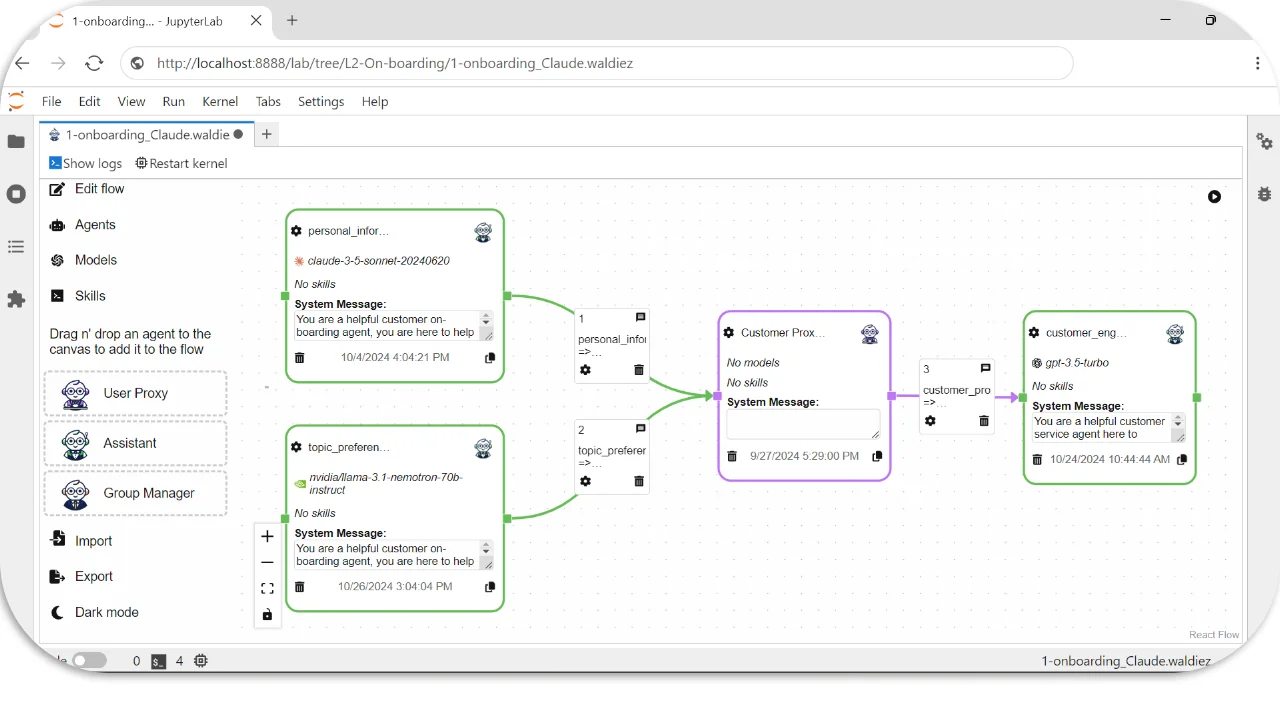 1-onboarding... - JupyterLab
http://localhost:8888/lab/tree/L2-On-boarding/1-onboarding_Claude.waldiez
File Edit View Run Kernel Tabs Settings Help
1-onboarding_Claude.waldie
Show logs Restart kernel
Edit flow
Agents
Models
Skills
Drag n' drop an agent to the
canvas to add it to the flow
User Proxy
Assistant
Group Manager
Import
Export
Dark mode
personal_infor...
claude-3-5-sonnet-20240620
No skills
System Message:
You are a helpful customer on-
boarding agent, you are here to help
10/4/2024 4:04:21 PM
topic_preferen...
nvidia/llama-3.1-nemotron-70b-
instruct
No skills
System Message:
You are a helpful customer on-
boarding agent, you are here to help
10/26/2024 3:04:04 PM
1
personal_infor
=>...
2
topic_preferer
=>...
Customer Prox...
No models
No skills
System Message:
9/27/2024 5:29:00 PM
3
customer_pro
=>...
customer_eng...
gpt-3.5-turbo
No skills
System Message:
You are a helpful customer
service agent here to
10/24/2024 10:44:44 AM
React Flow
0 4
1-onboarding_Claude.waldiez